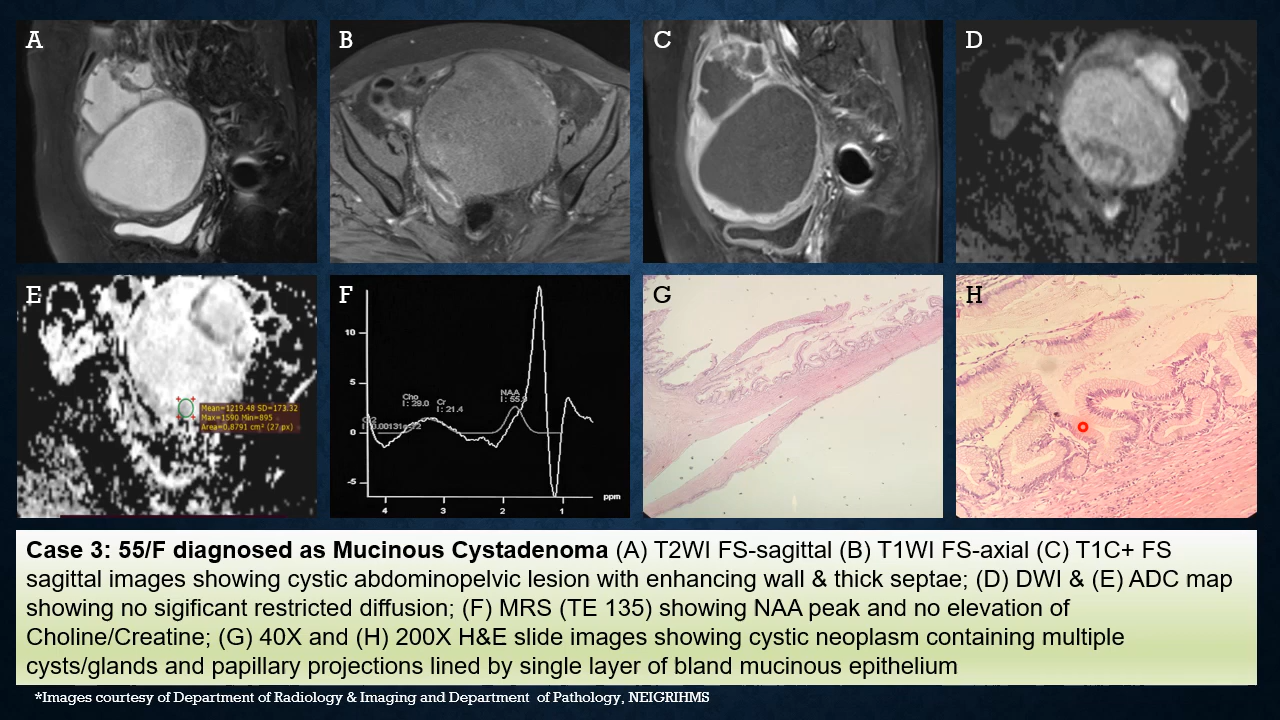 A
B
C
D
E
Mean=1219.48 SD=173.32
Max=1590 Min=895
Area=0.8791 cm² (27 px)
F
10
5
0
-5
Cho
I: 29.0
Cr
I: 21.4
NAA
I: 55.9
4
3
2
1
ppm
G
H
Case 3: 55/F diagnosed as Mucinous Cystadenoma (A) T2WI FS-sagittal (B) T1WI FS-axial (C) T1C+ FS
sagittal images showing cystic abdominopelvic lesion with enhancing wall & thick septae; (D) DWI & (E) ADC map
showing no sigificant restricted diffusion; (F) MRS (TE 135) showing NAA peak and no elevation of
Choline/Creatine; (G) 40X and (H) 200X H&E slide images showing cystic neoplasm containing multiple
cysts/glands and papillary projections lined by single layer of bland mucinous epithelium
*Images courtesy of Department of Radiology & Imaging and Department of Pathology, NEIGRIHMS